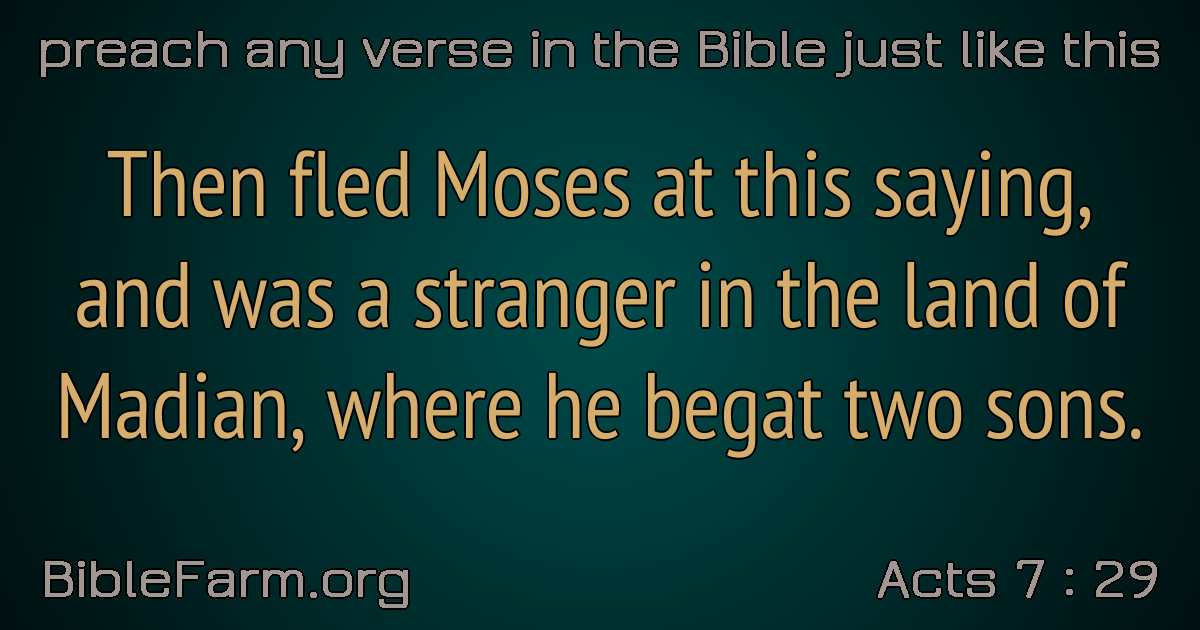 preach any verse in the Bible just like this
Then fled Moses at this saying,
and was a stranger in the land of
Madian, where he begat two sons.
BibleFarm.org
Acts 7 : 29